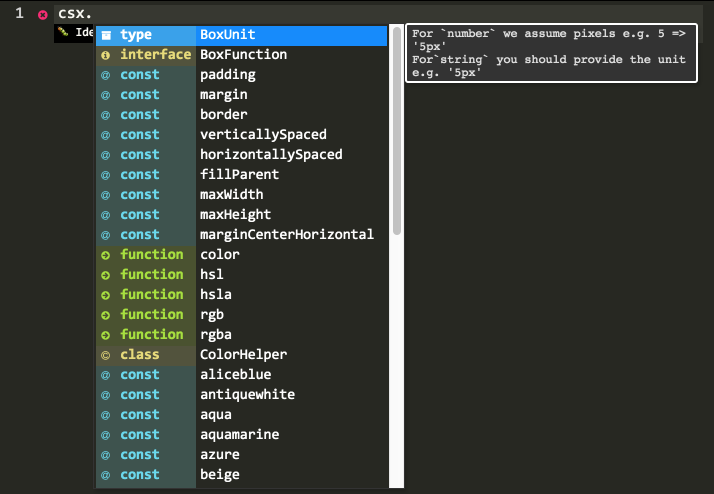 1 csx.
Ide
type BoxUnit
interface BoxFunction
const padding
const margin
const border
const verticallySpaced
const horizontallySpaced
const fillParent
const maxWidth
const maxHeight
const marginCenterHorizontal
function color
function hsl
function hsla
function rgb
function rgba
class ColorHelper
const aliceblue
const antiquewhite
const aqua
const aquamarine
const azure
const beige
For `number` we assume pixels e.g. 5 =>
'5px'
For`string` you should provide the unit
e.g. '5px'